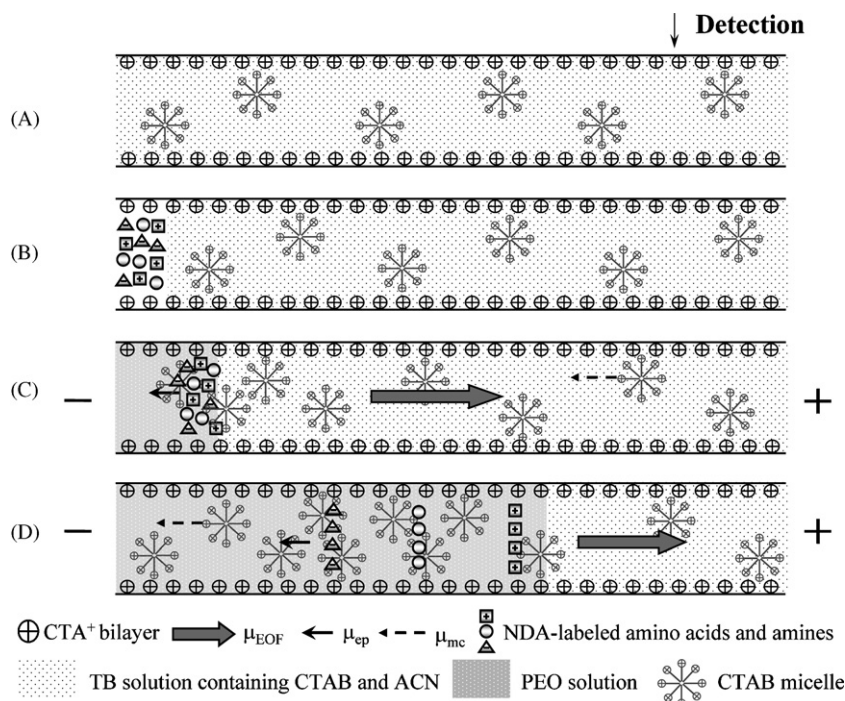 Detection
(A)
(B)
(C)
− +
(D)
− +
CTA⁺ bilayer μEOF μep μmc NDA-labeled amino acids and amines
TB solution containing CTAB and ACN PEO solution CTAB micelle